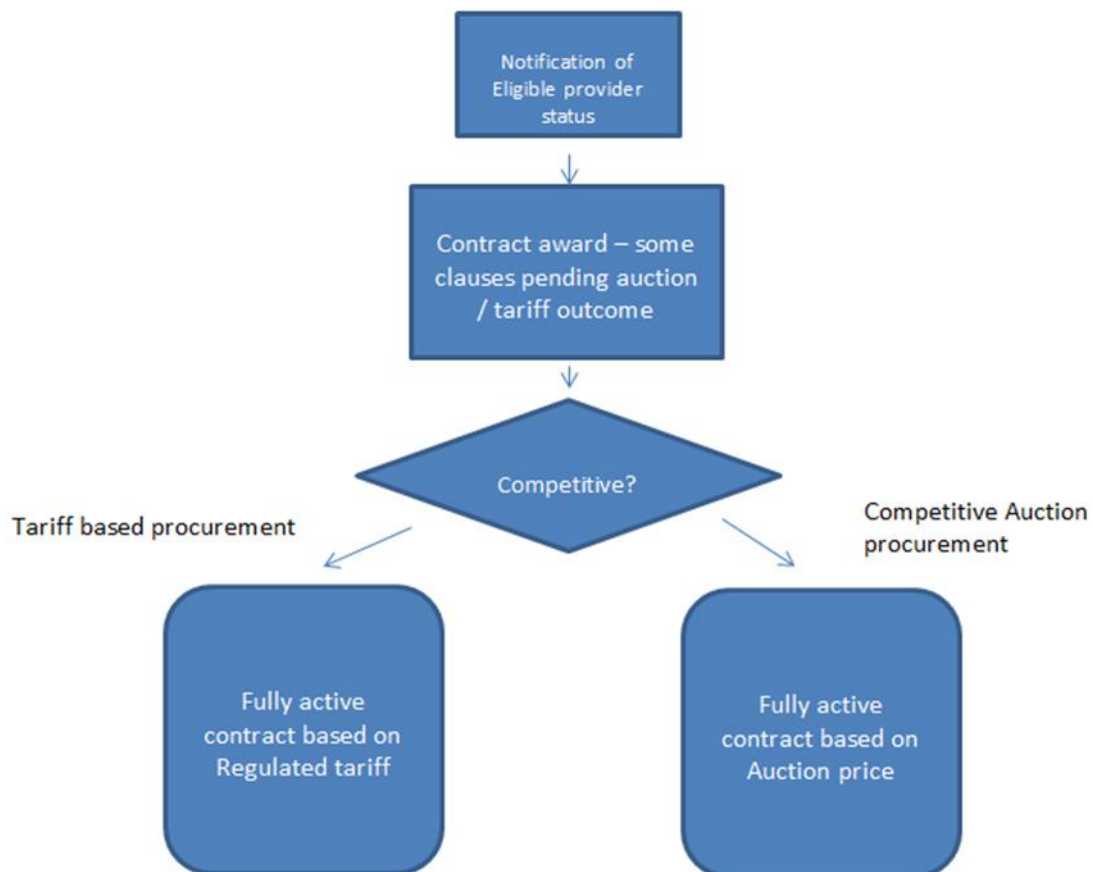 Notification of
Eligible provider
status
Contract award – some
clauses pending auction
/ tariff outcome
Competitive?
Tariff based procurement
Competitive Auction
procurement
Fully active
contract based on
Regulated tariff
Fully active
contract based on
Auction price